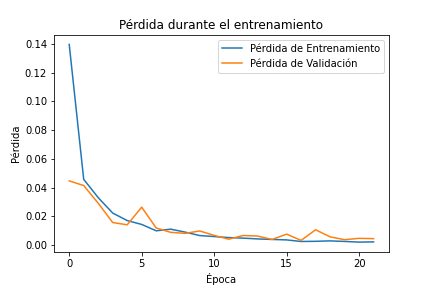 Pérdida durante el entrenamiento
Pérdida de Entrenamiento
Pérdida de Validación
Pérdida
0.14
0.12
0.10
0.08
0.06
0.04
0.02
0.00
0
5
10
15
20
Época